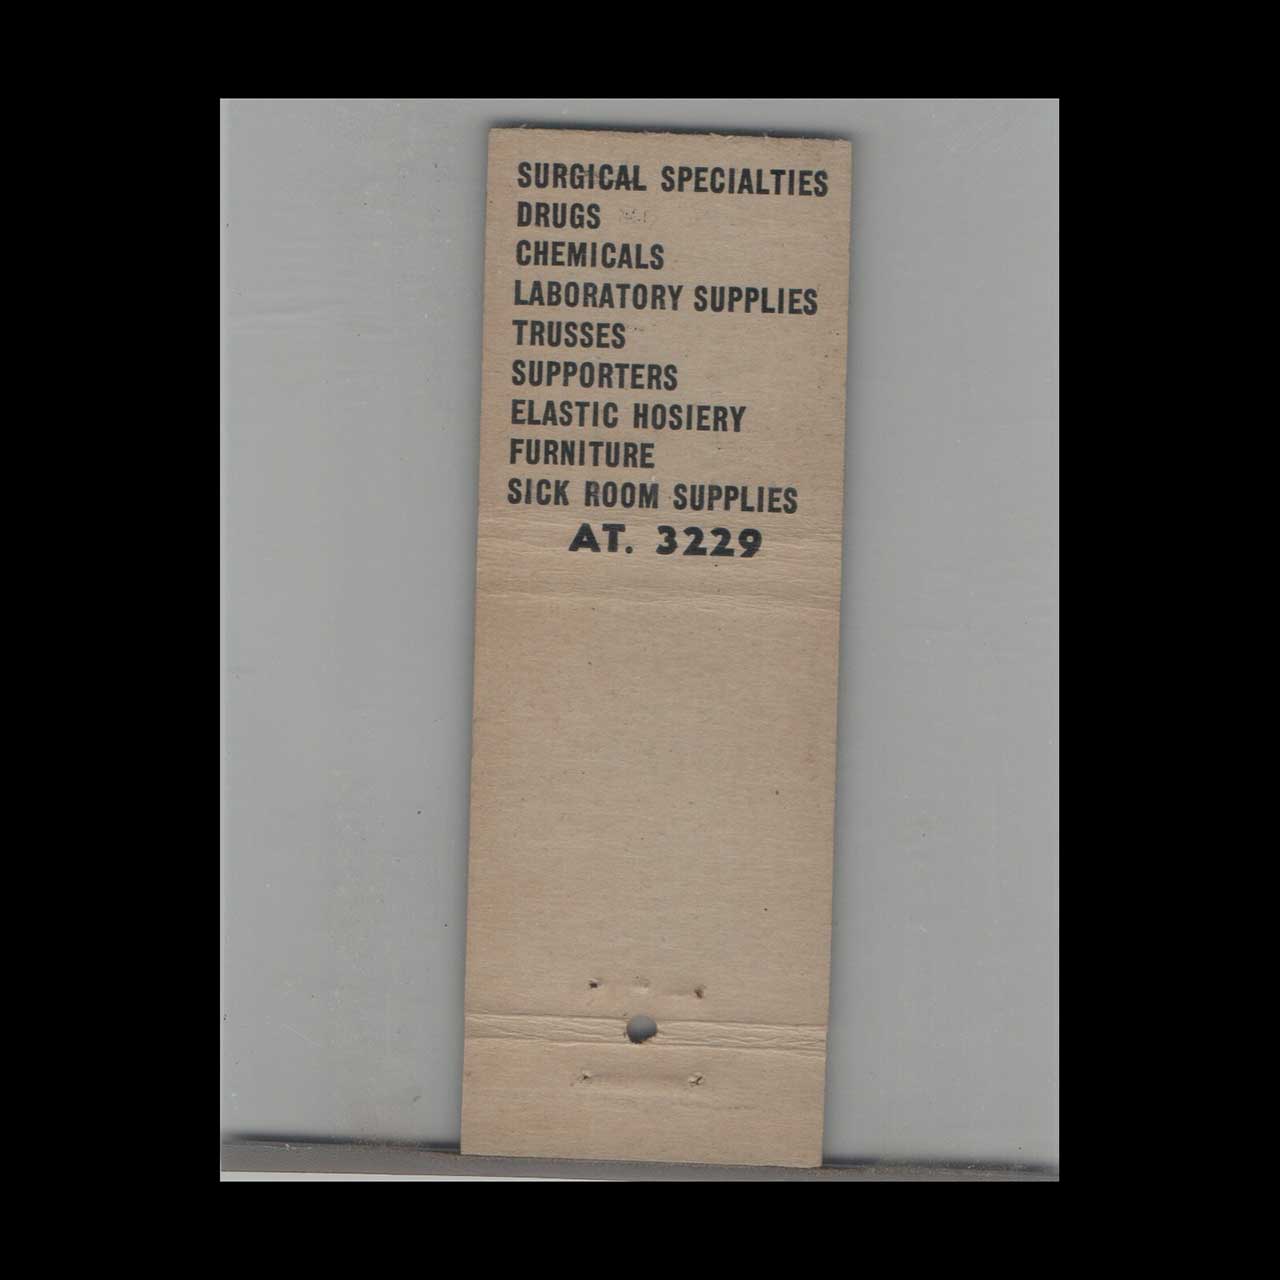 SURGICAL SPECIALTIES
DRUGS
CHEMICALS
LABORATORY SUPPLIES
TRUSSES
SUPPORTERS
ELASTIC HOSIERY
FURNITURE
SICK ROOM SUPPLIES
AT. 3229